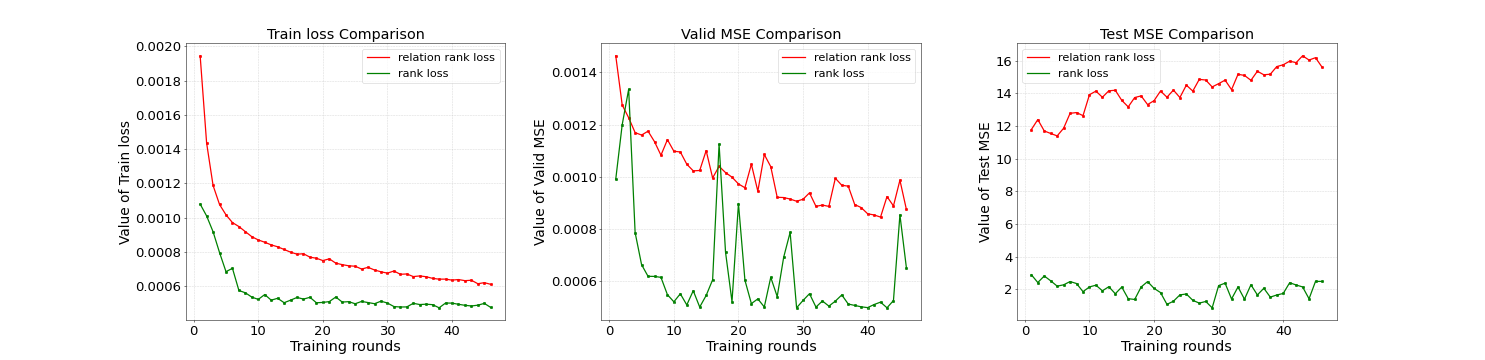 Train loss Comparison
relation rank loss
rank loss
Value of Train loss
0.0020
0.0018
0.0016
0.0014
0.0012
0.0010
0.0008
0.0006
0 10 20 30 40
Training rounds
Valid MSE Comparison
relation rank loss
rank loss
Value of Valid MSE
0.0014
0.0012
0.0010
0.0008
0.0006
0 10 20 30 40
Training rounds
Test MSE Comparison
relation rank loss
rank loss
Value of Test MSE
16
14
12
10
8
6
4
2
0 10 20 30 40
Training rounds